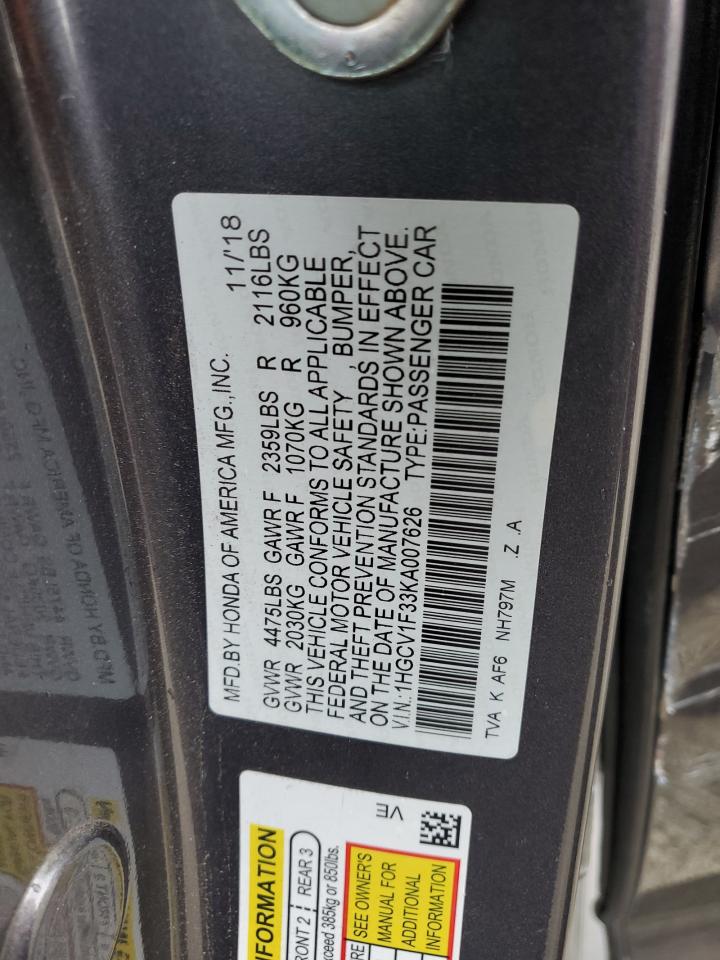 MFD.BY HONDA OF AMERICA MFG.,INC. 11/'18
GVWR 4475LBS GAWR F 2359LBS R 2116LBS
GVWR 2030KG GAWR F 1070KG R 960KG
THIS VEHICLE CONFORMS TO ALL APPLICABLE
FEDERAL MOTOR VEHICLE SAFETY , BUMPER,
AND THEFT PREVENTION STANDARDS IN EFFECT
ON THE DATE OF MANUFACTURE SHOWN ABOVE.
V.I.N.:1HGCV1F33KA007626 TYPE:PASSENGER CAR
TVA K AF6 NH797M .Z .A
FORMATION
RONT 2 REAR 3
xceed 385kg or 850lbs.
RE SEE OWNER'S
MANUAL FOR
ADDITIONAL
INFORMATION